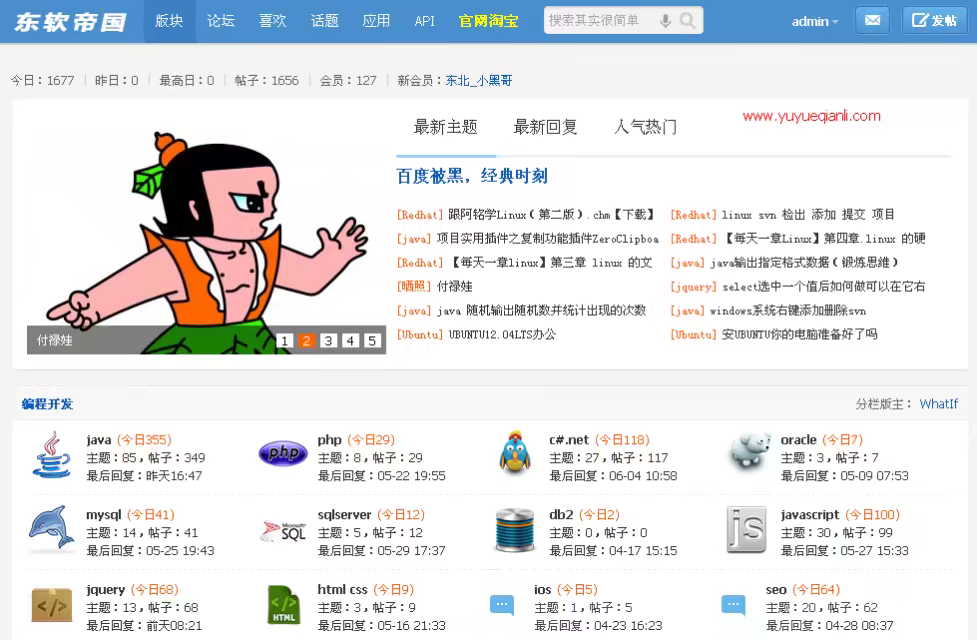 东软帝国 版块 论坛 喜欢 话题 应用 API 官网淘宝 搜索其实很简单 admin 发帖
今日：1677 昨日：0 最高日：0 帖子：1656 会员：127 新会员：东北_小黑哥
最新主题 最新回复 人气热门 www.yuyueqianli.com
百度被黑，经典时刻
[Redhat] 跟阿铭学Linux（第二版）.chm【下载】 [Redhat] linux svn 检出 添加 提交 项目
[java] 项目实用插件之复制功能插件ZeroClipboa [Redhat] 【每天一章Linux】第四章.linux 的硬
[Redhat] 【每天一章linux】第三章 linux 的文 [java] java输出指定格式数据（锻炼思维）
[晒照] 付禄娃 [jquery] select选中一个值后如何做可以在它右
[java] java 随机输出随机数并统计出现的次数 [java] windows系统右键添加删除svn
[Ubuntu] UBUNTU12.04LTS办公 [Ubuntu] 安UBUNTU你的电脑准备好了吗
付禄娃 1 2 3 4 5
编程开发 分栏版主： WhatIf
java (今日355) php (今日29) c#.net (今日118) oracle (今日7)
主题：85，帖子：349 主题：8，帖子：29 主题：27，帖子：117 主题：3，帖子：7
最后回复：昨天16:47 最后回复：05-22 19:55 最后回复：06-04 10:58 最后回复：05-09 07:53
php
mysql (今日41) sqlserver (今日12) db2 (今日2) javascript (今日100)
主题：14，帖子：41 主题：5，帖子：12 主题：0，帖子：0 主题：30，帖子：99
最后回复：05-25 19:43 最后回复：05-29 17:37 最后回复：04-17 15:15 最后回复：05-27 15:33
Microsoft SQL js
jquery (今日68) html css (今日9) ios (今日5) seo (今日64)
主题：13，帖子：68 主题：3，帖子：9 主题：1，帖子：5 主题：20，帖子：62
最后回复：前天08:21 最后回复：05-16 21:33 最后回复：04-23 16:23 最后回复：04-28 08:37
</> </> HTML